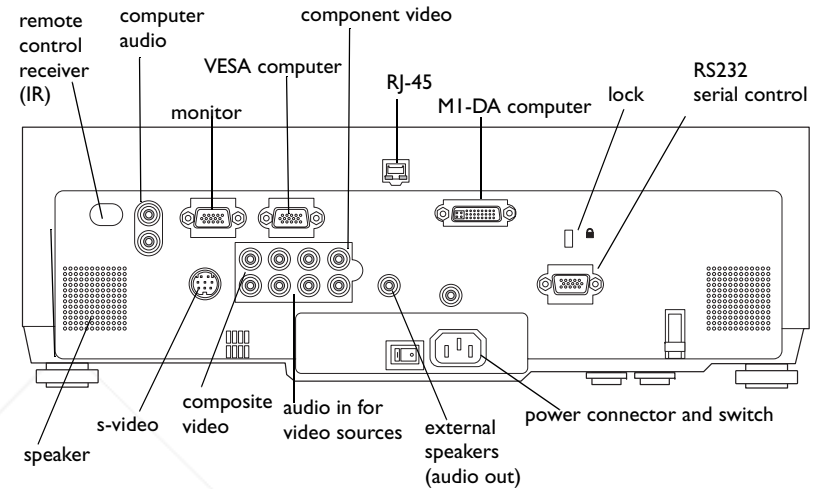 remote
control
receiver
(IR)
computer
audio
component video
VESA computer
monitor
RJ-45
M1-DA computer
lock
RS232
serial control
speaker
s-video
composite
video
audio in for
video sources
external
speakers
(audio out)
power connector and switch